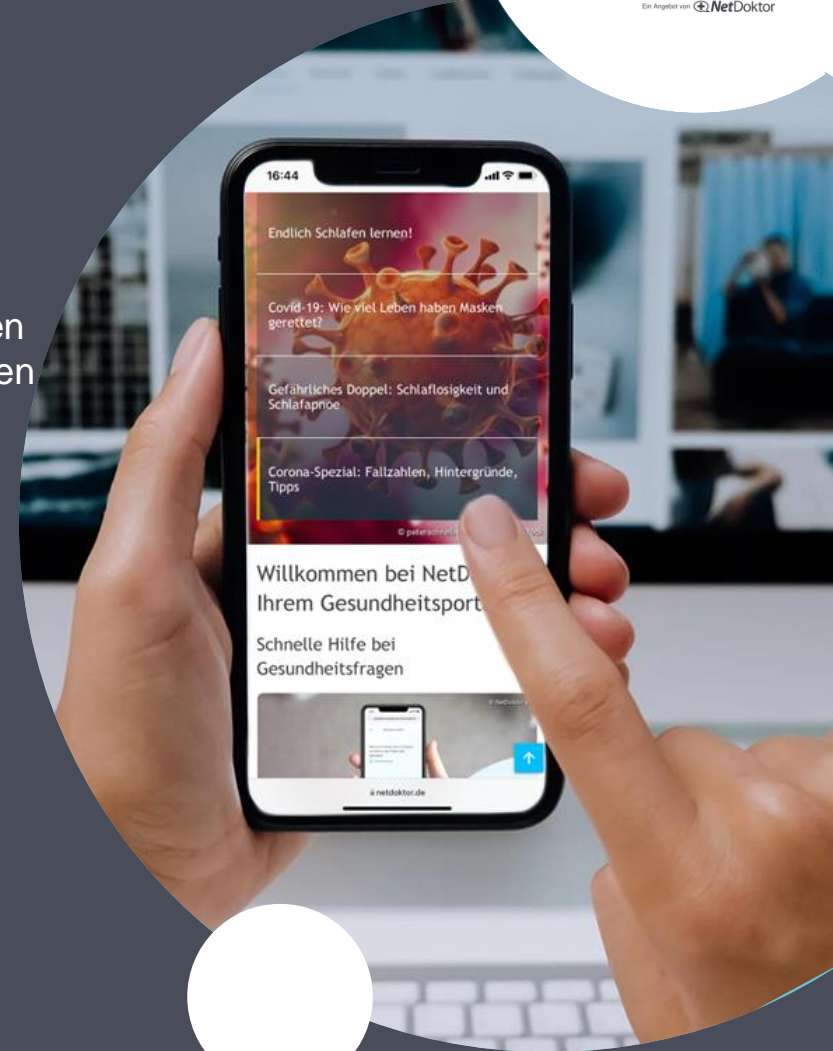 Ein Angebot von NetDoktor
en
en
16:44
Endlich Schlafen lernen!
Covid-19: Wie viel Leben haben Masken
gerettet?
Gefährliches Doppel: Schlaflosigkeit und
Schlafapnoe
Corona-Spezial: Fallzahlen, Hintergründe,
Tipps
Willkommen bei NetD
Ihrem Gesundheitsport
Schnelle Hilfe bei
Gesundheitsfragen
netdoktor.de